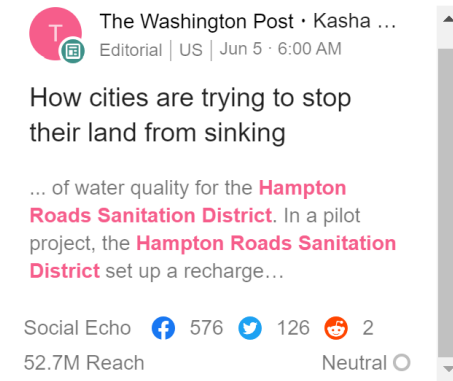 T
The Washington Post · Kasha ...
Editorial | US | Jun 5 · 6:00 AM
How cities are trying to stop
their land from sinking
... of water quality for the Hampton
Roads Sanitation District. In a pilot
project, the Hampton Roads Sanitation
District set up a recharge…
Social Echo 576 126 2
52.7M Reach Neutral